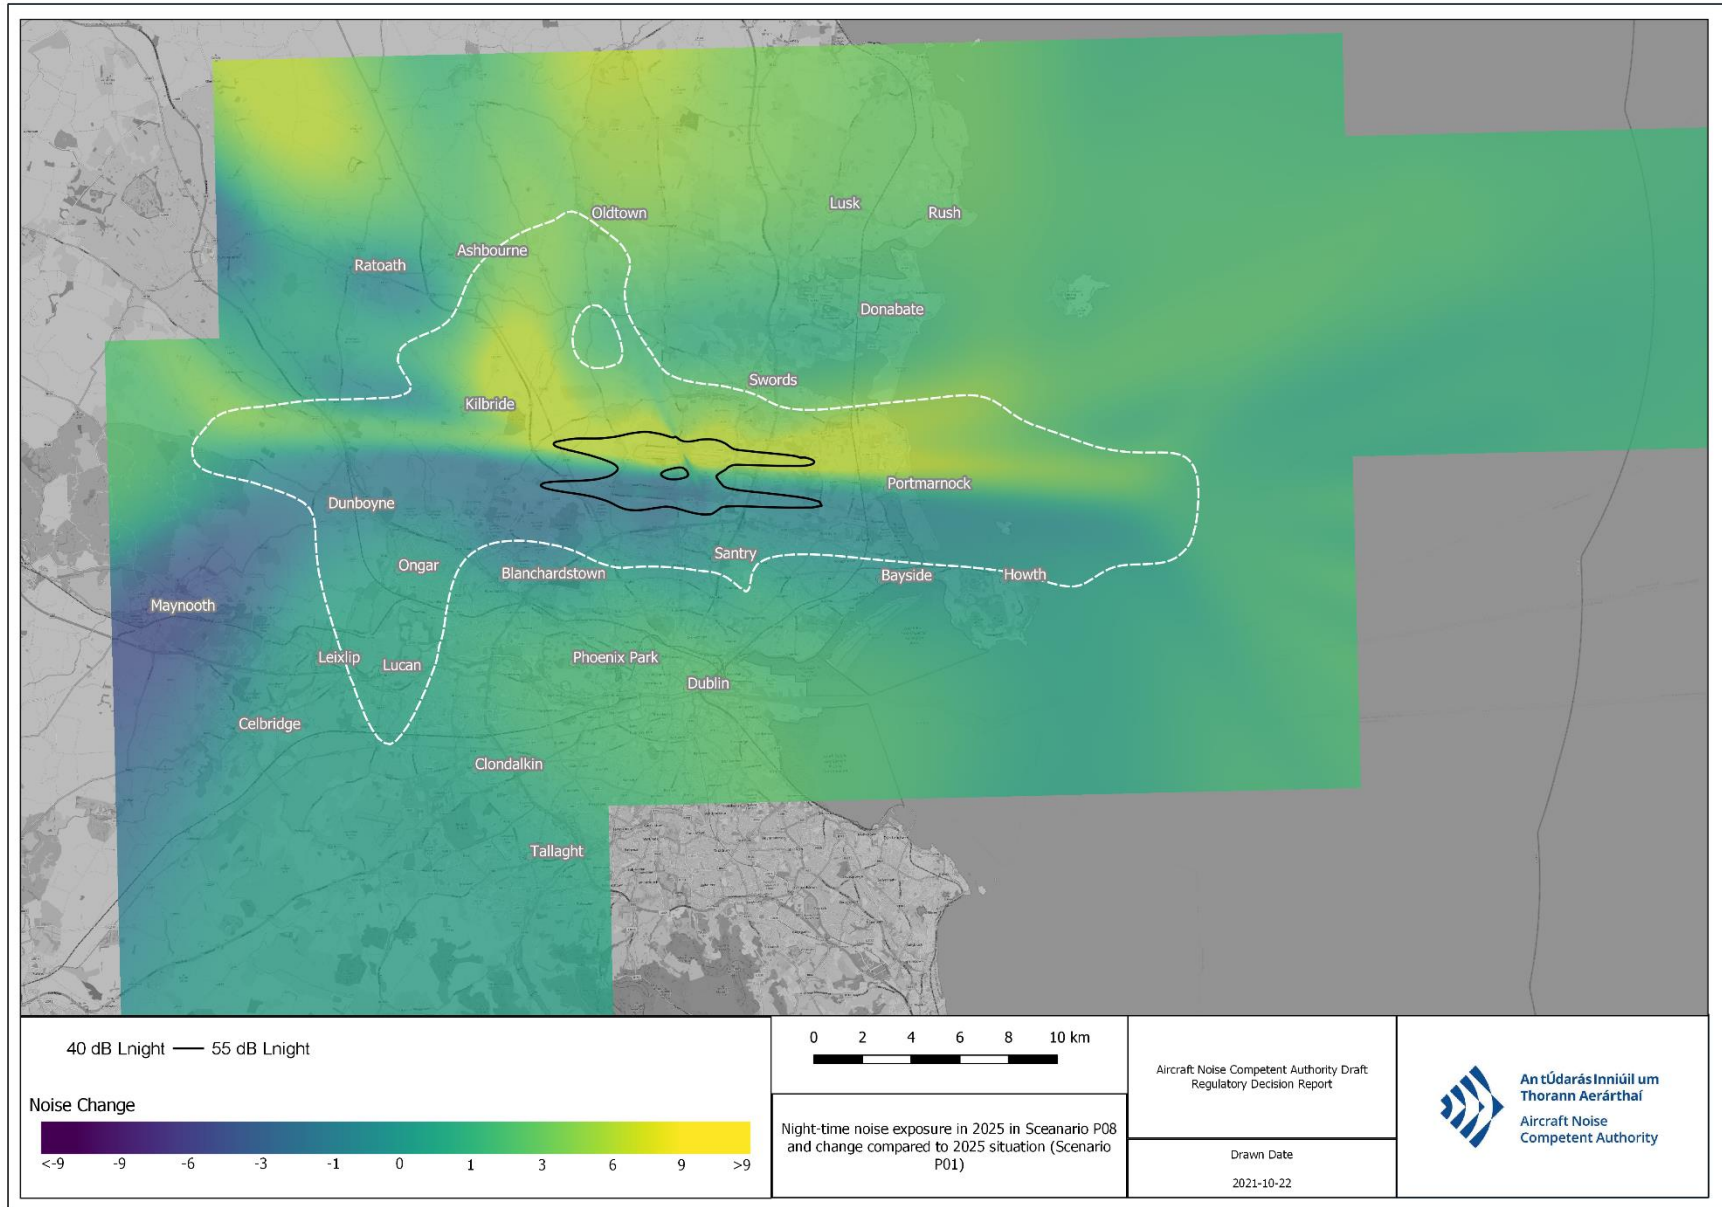 Oldtown
Lusk
Rush
Ashbourne
Ratoath
Donabate
Swords
Kilbride
Portmarnock
Dunboyne
Santry
Ongar
Blanchardstown
Bayside
Howth
Maynooth
Leixlip
Lucan
Phoenix Park
Dublin
Celbridge
Clondalkin
Tallaght
40 dB Lnight
55 dB Lnight
Noise Change
<-9 -9 -6 -3 -1 0 1 3 6 9 >9
0 2 4 6 8 10 km
Night-time noise exposure in 2025 in Sceanario P08
and change compared to 2025 situation (Scenario
P01)
Aircraft Noise Competent Authority Draft
Regulatory Decision Report
Drawn Date
2021-10-22
An tÚdarás Inniúil um
Thorann Aerárthaí
Aircraft Noise
Competent Authority